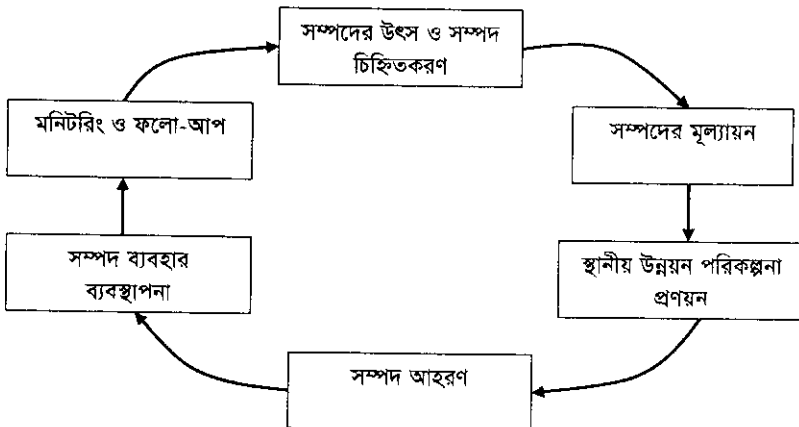 সম্পদের উৎস ও সম্পদ
চিহ্নিতকরণ
মনিটরিং ও ফলো-আপ
সম্পদের মূল্যায়ন
সম্পদ ব্যবহার
ব্যবস্থাপনা
স্থানীয় উন্নয়ন পরিকল্পনা
প্রণয়ন
সম্পদ আহরণ